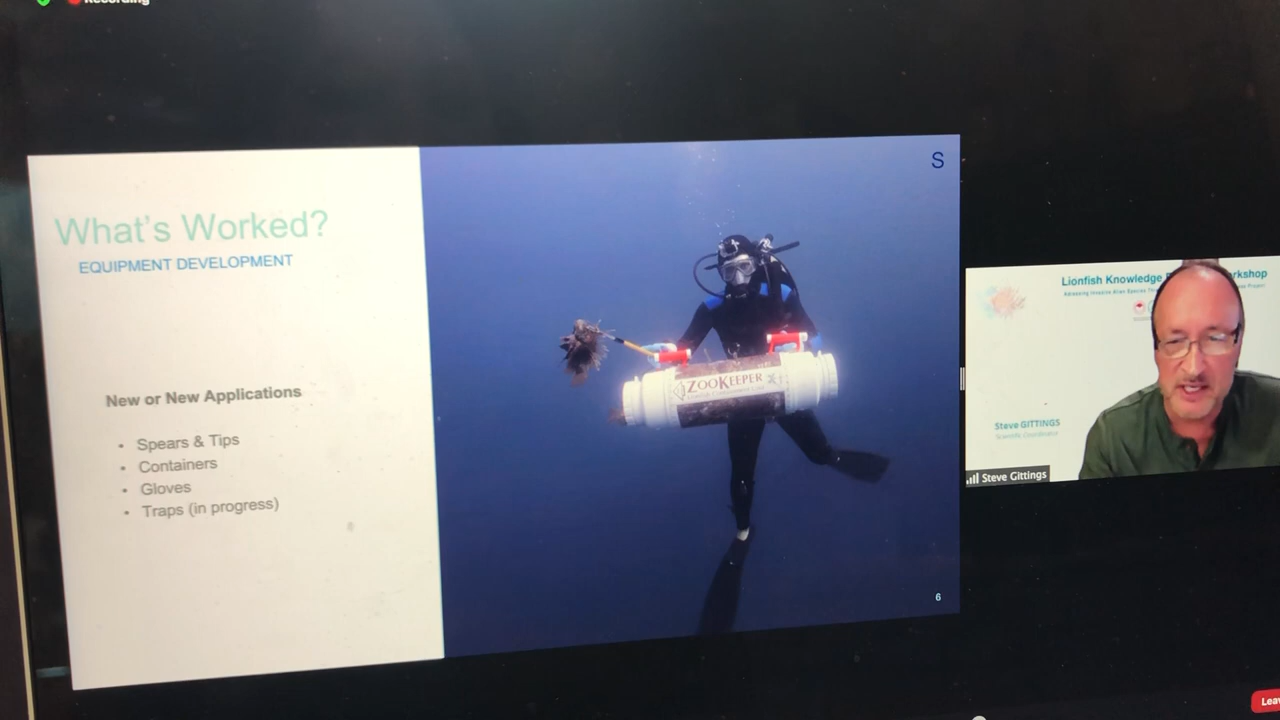 Recording
What's Worked?
EQUIPMENT DEVELOPMENT
New or New Applications
• Spears & Tips
• Containers
• Gloves
• Traps (in progress)
S
ZOOKEEPER
6
Lionfish Knowledge
Steve GITTINGS
Scientific Coordinator
Steve Gittings